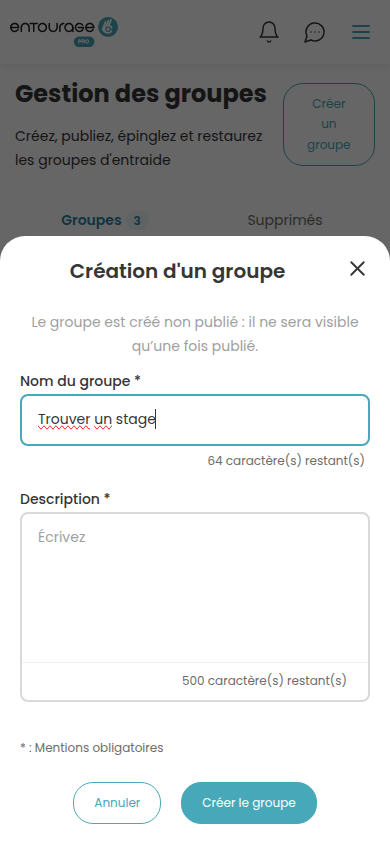 entourage
PRO
Gestion des groupes
Créez, publiez, épinglez et restaurez
les groupes d'entraide
Créer
un
groupe
Groupes 3
Supprimés
Création d'un groupe
Le groupe est créé non publié : il ne sera visible
qu’une fois publié.
Nom du groupe *
Trouver un stage
64 caractère(s) restant(s)
Description *
Écrivez
500 caractère(s) restant(s)
* : Mentions obligatoires
Annuler
Créer le groupe